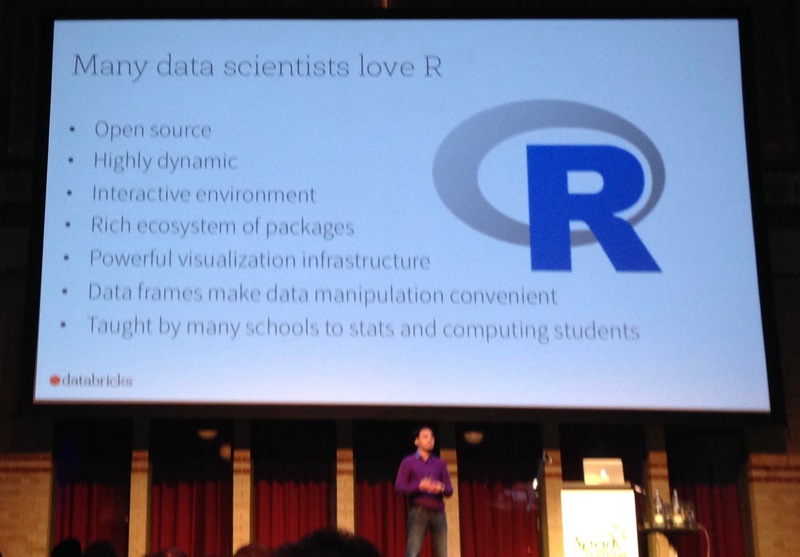 Many data scientists love R
• Open source
• Highly dynamic
• Interactive environment
• Rich ecosystem of packages
• Powerful visualization infrastructure
• Data frames make data manipulation convenient
• Taught by many schools to stats and computing students
R
databricks
Spark